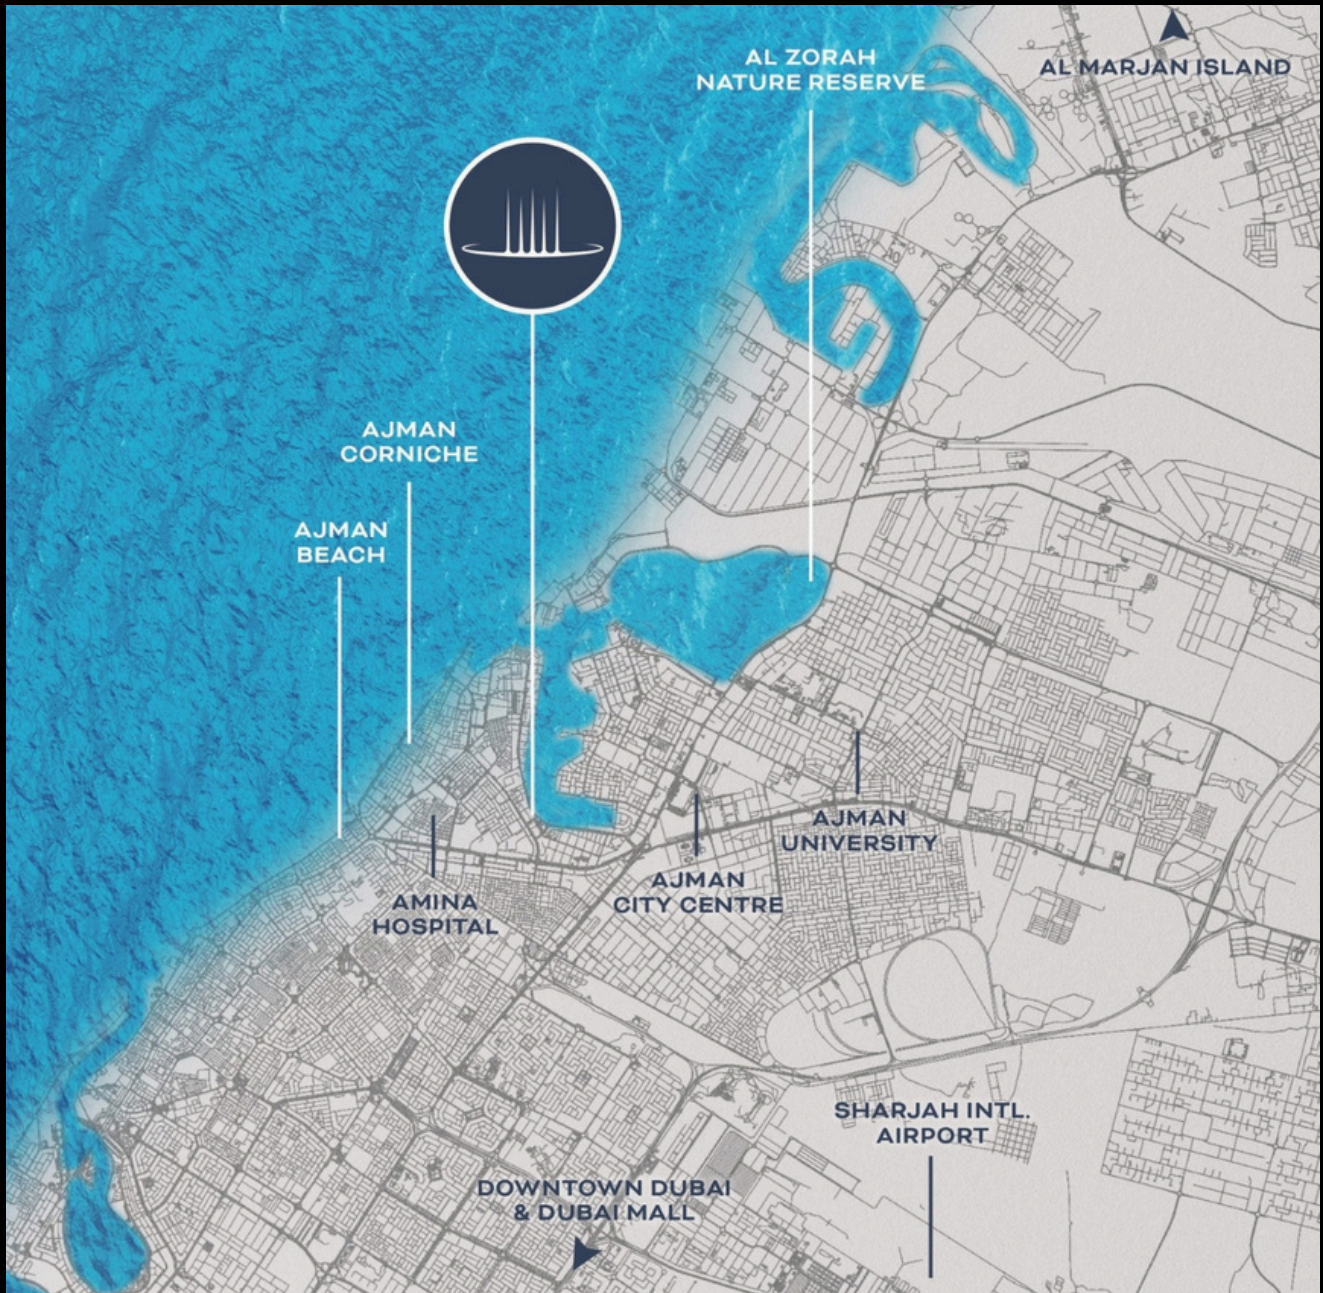 AL ZORAH
NATURE RESERVE
AL MARJAN ISLAND
AJMAN
CORNICHE
AJMAN
BEACH
AJMAN
UNIVERSITY
AJMAN
CITY CENTRE
AMINA
HOSPITAL
SHARJAH INTL.
AIRPORT
DOWNTOWN DUBAI
& DUBAI MALL